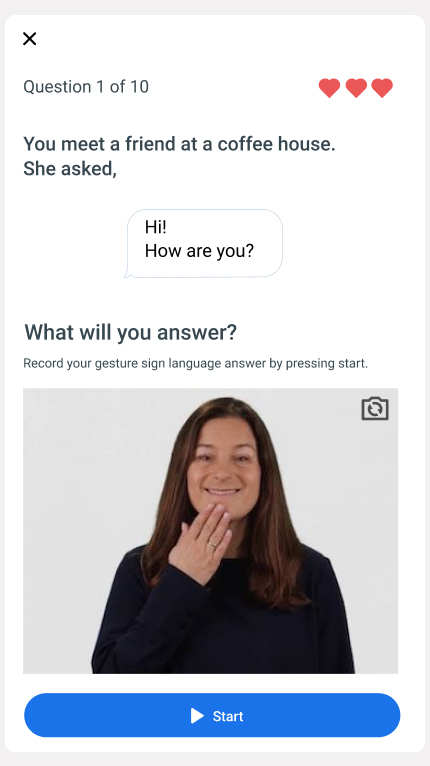 Question 1 of 10
You meet a friend at a coffee house.
She asked,
Hi!
How are you?
What will you answer?
Record your gesture sign language answer by pressing start.
Start